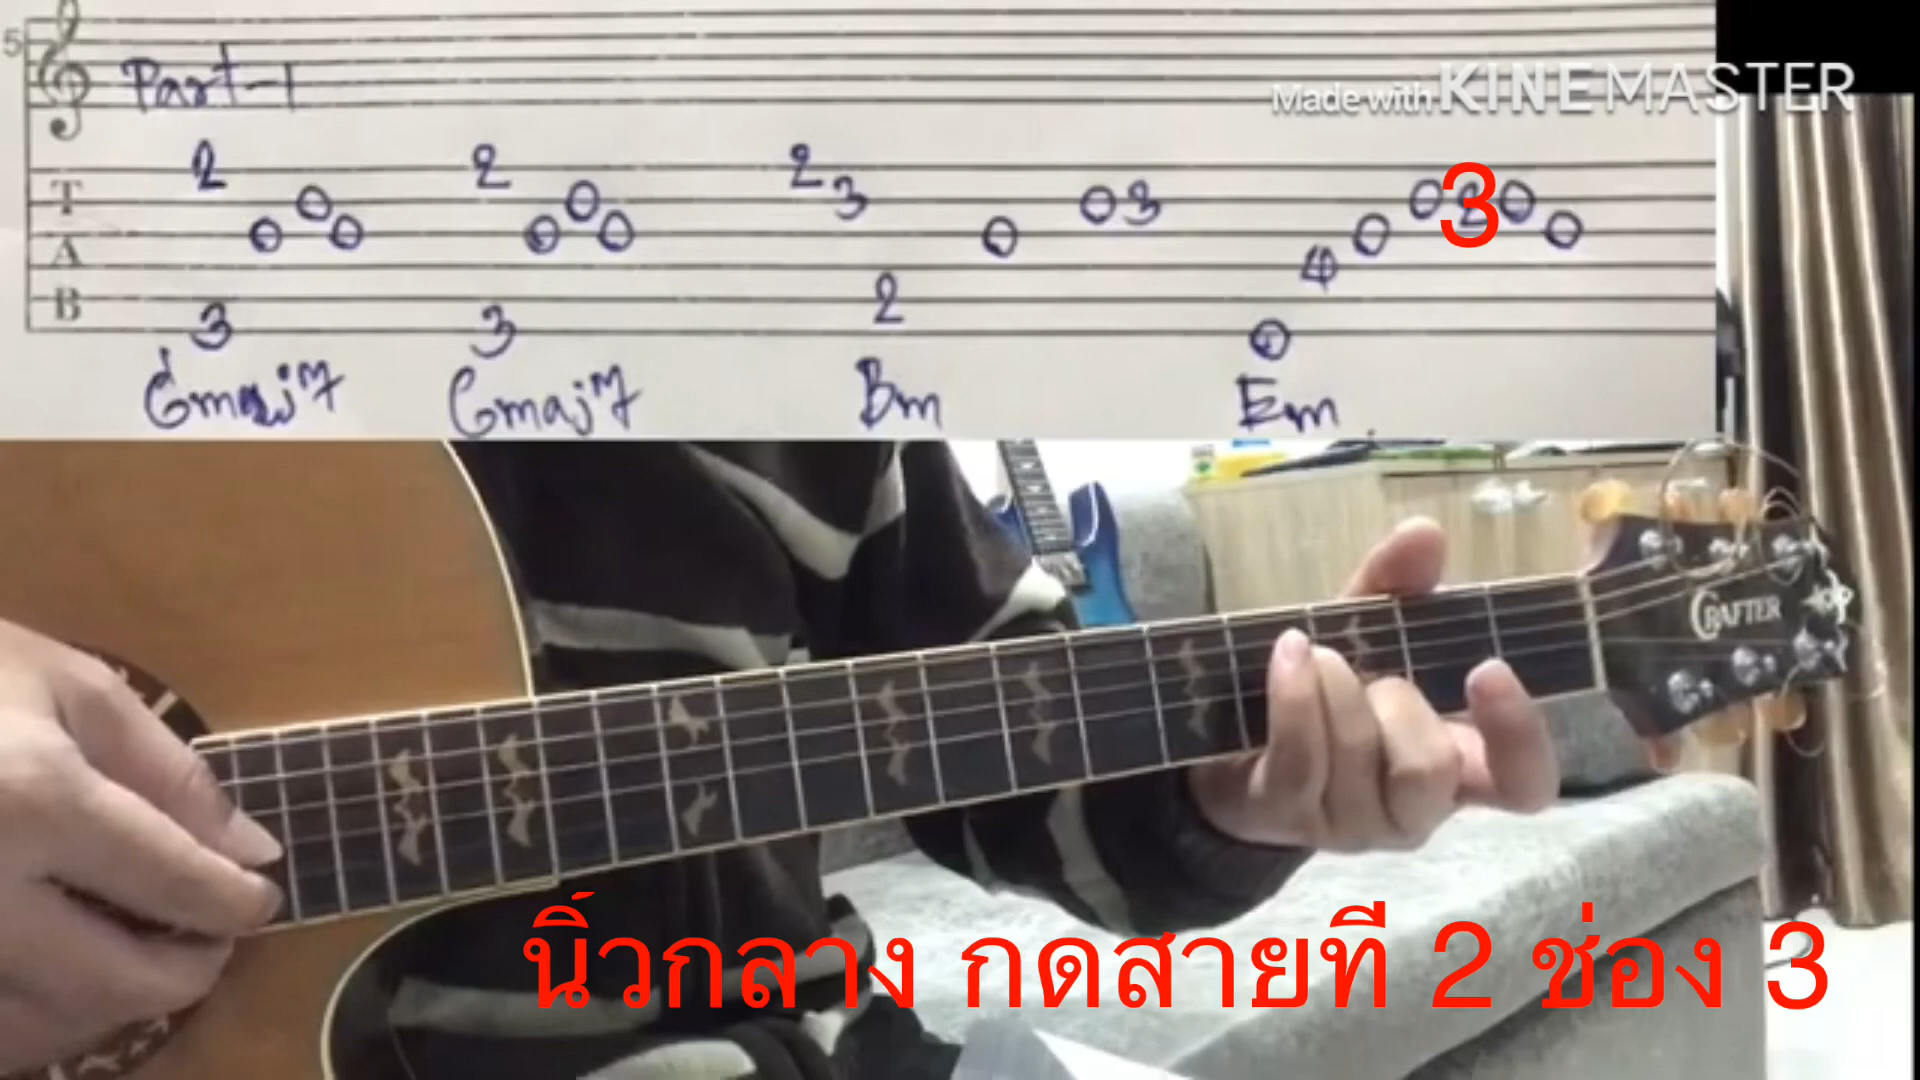 5
Part-1
Made with KINEMASTER
2 2 2 3 0 3 0 3 0
T 0 0 0 0 0 0 0 0
A 4
B 2
3 3 0
Gmaj7 Cmaj7 Bm Em
CRAFTER
นิ้วกลาง กดสายที่ 2 ช่อง 3